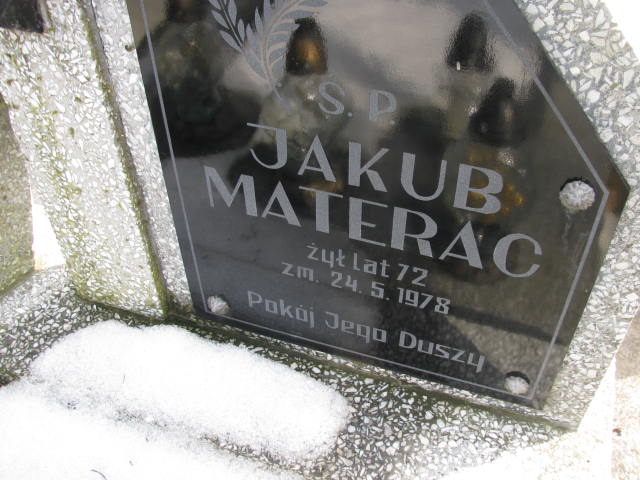 Ś.P
JAKUB
MATERAC
żył lat 72
zm. 24.5.1978
Pokój Jego Duszy